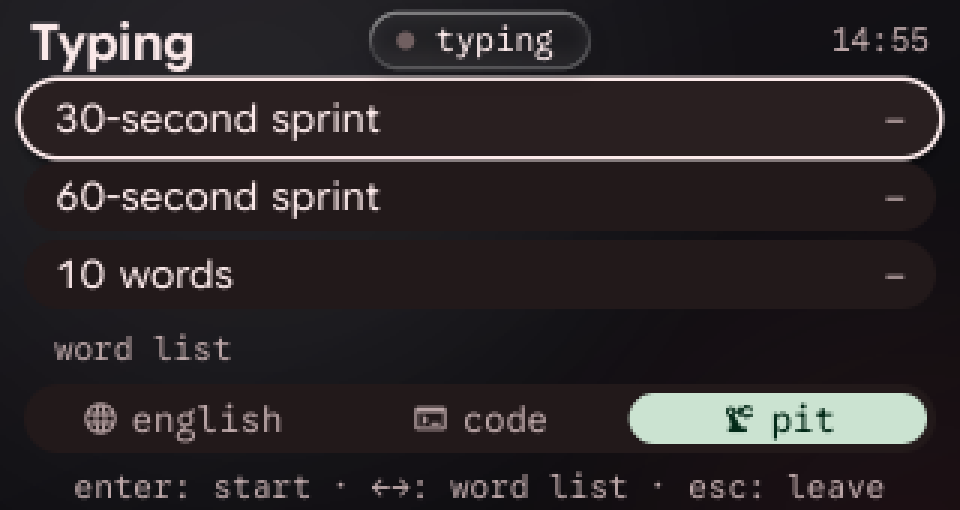 Typing
typing
14:55
30-second sprint –
60-second sprint –
10 words –
word list
english code pit
enter: start · ↔: word list · esc: leave